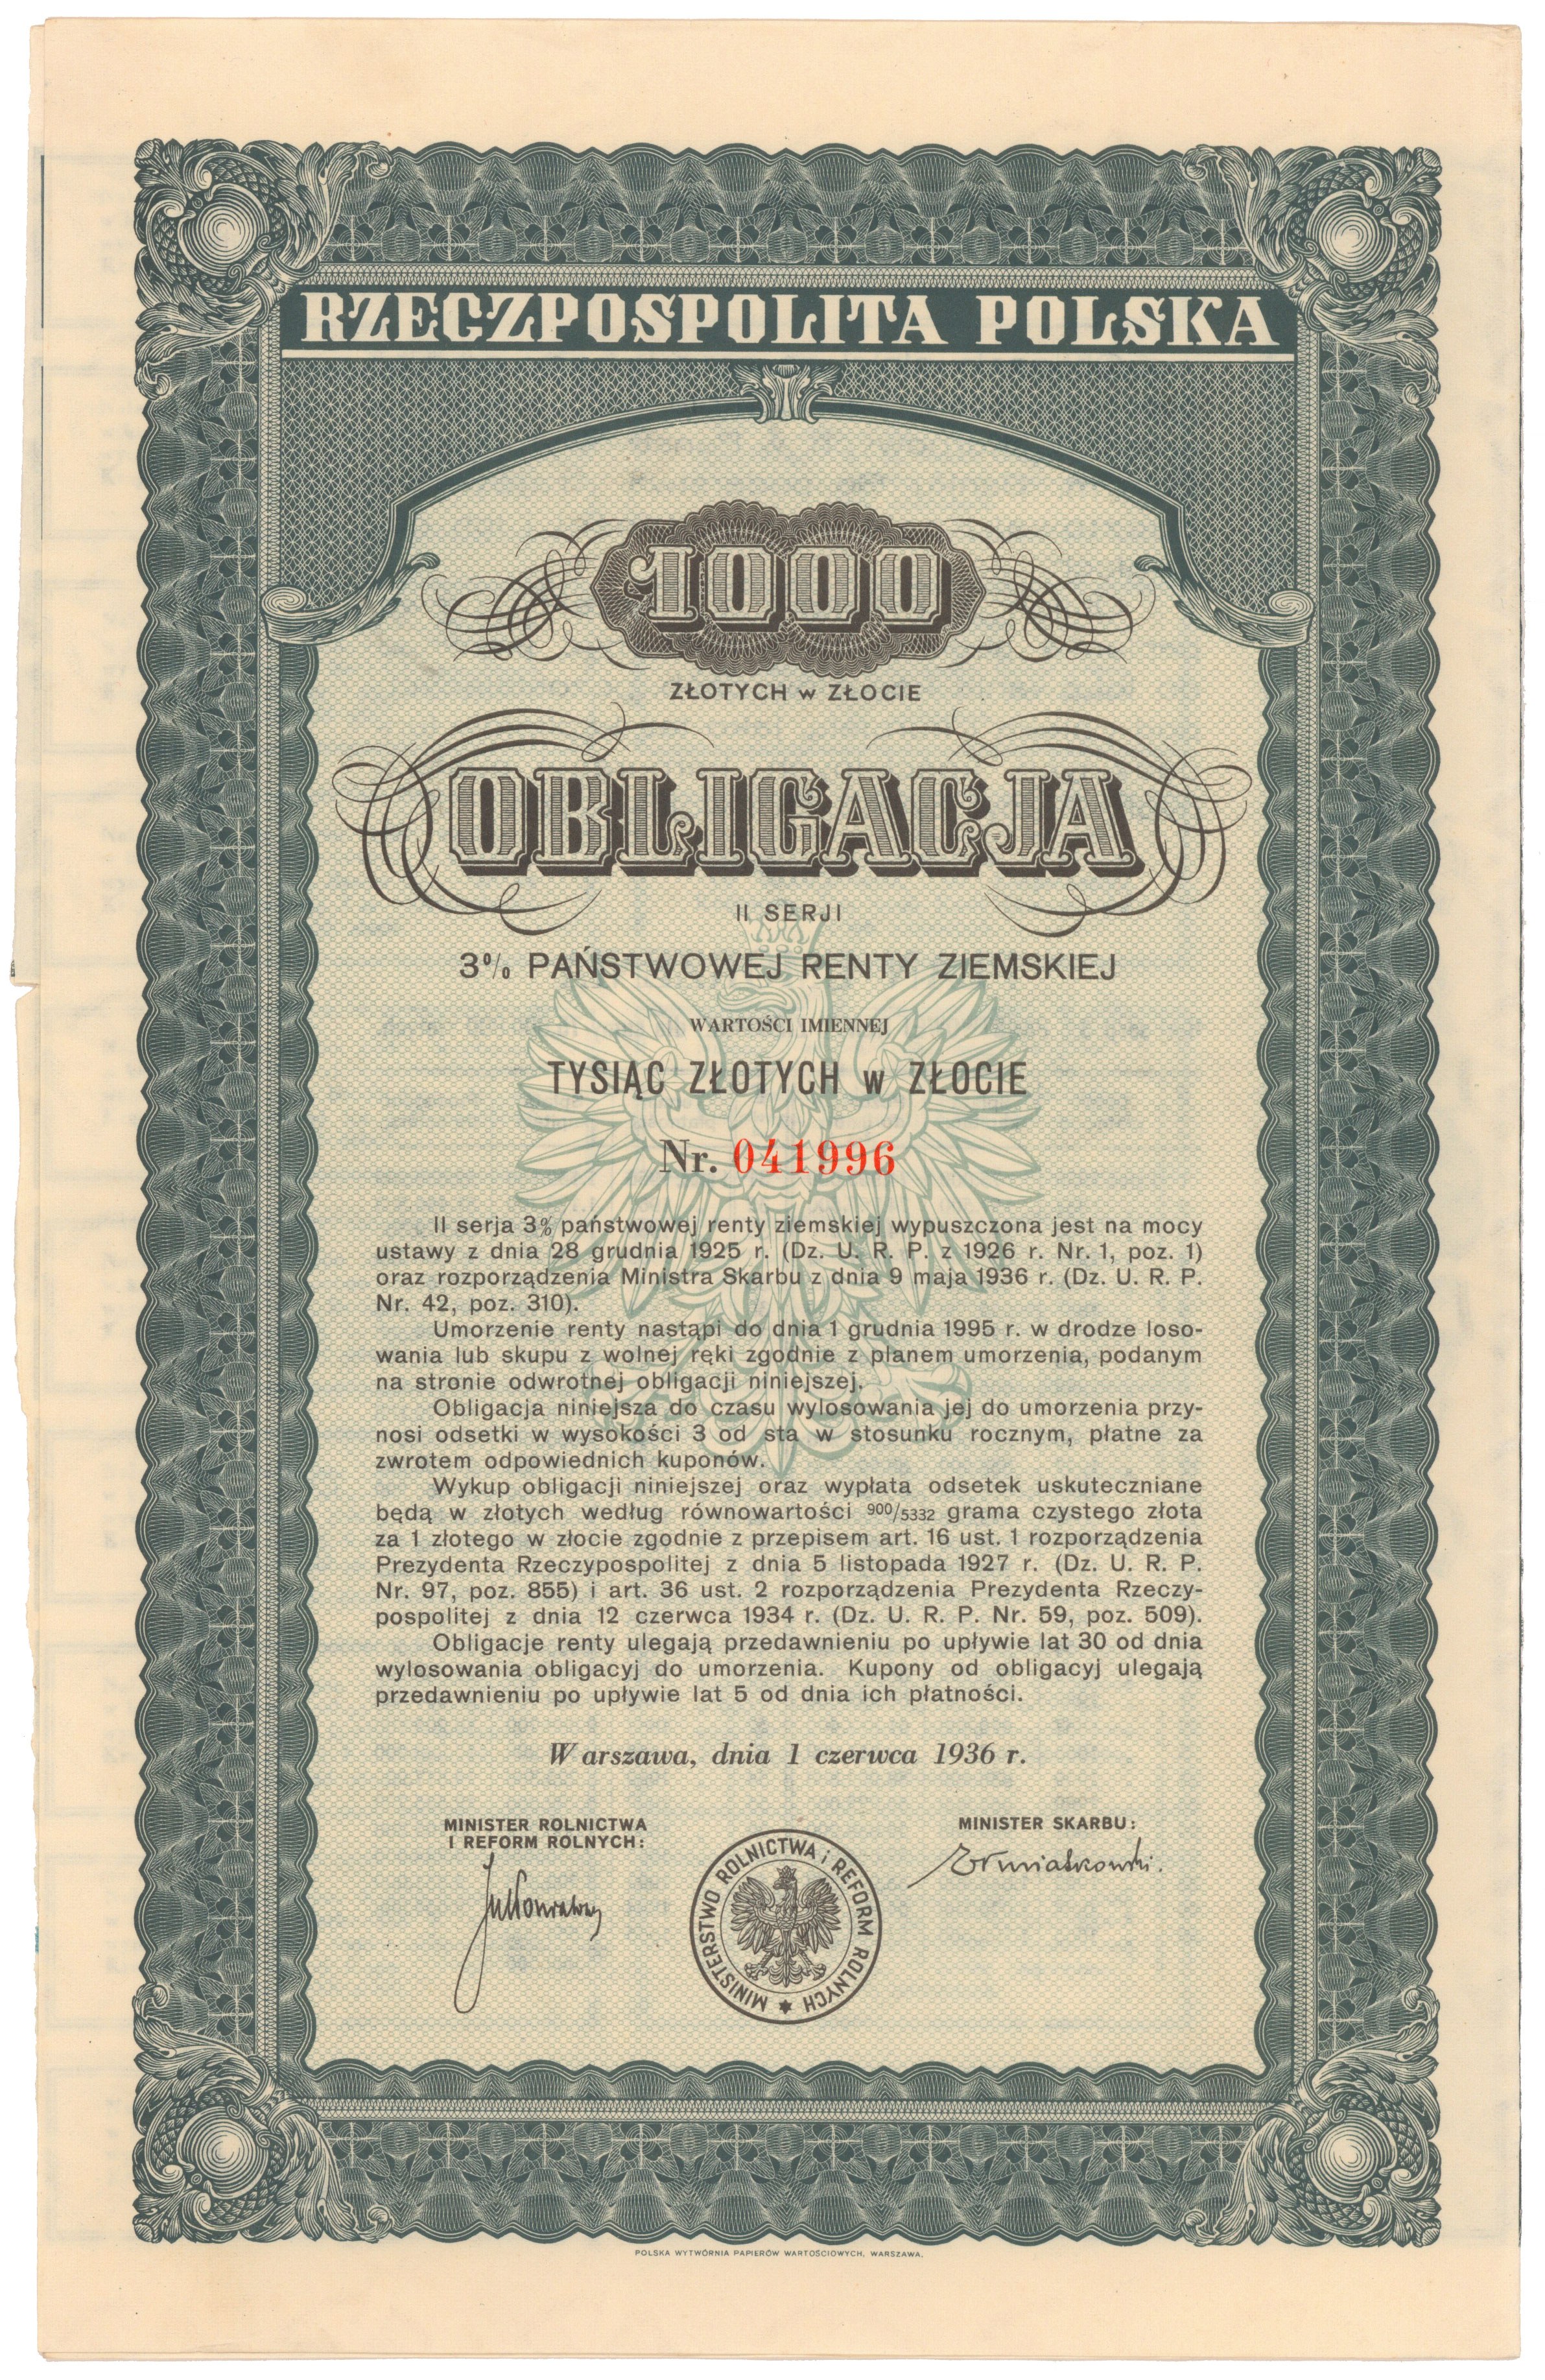 RZECZPOSPOLITA POLSKA
1000
ZŁOTYCH w ZŁOCIE
OBLIGACJA
II SERJI
3% PAŃSTWOWEJ RENTY ZIEMSKIEJ
WARTOŚCI IMIENNEJ
TYSIĄC ZŁOTYCH w ZŁOCIE
Nr. 041996
II serja 3% państwowej renty ziemskiej wypuszczona jest na mocy
ustawy z dnia 28 grudnia 1925 r. (Dz. U. R. P. z 1926 r. Nr. 1, poz. 1)
oraz rozporządzenia Ministra Skarbu z dnia 9 maja 1936 r. (Dz. U. R. P.
Nr. 42, poz. 310).
Umorzenie renty nastąpi do dnia 1 grudnia 1995 r. w drodze loso-
wania lub skupu z wolnej ręki zgodnie z planem umorzenia, podanym
na stronie odwrotnej obligacji niniejszej.
Obligacja niniejsza do czasu wylosowania jej do umorzenia przy-
nosi odsetki w wysokości 3 od sta w stosunku rocznym, płatne za
zwrotem odpowiednich kuponów.
Wykup obligacji niniejszej oraz wypłata odsetek uskuteczniane
będą w złotych według równowartości 900/5332 grama czystego złota
za 1 złotego w złocie zgodnie z przepisem art. 16 ust. 1 rozporządzenia
Prezydenta Rzeczypospolitej z dnia 5 listopada 1927 r. (Dz. U. R. P.
Nr. 97, poz. 855) i art. 36 ust. 2 rozporządzenia Prezydenta Rzeczy-
pospolitej z dnia 12 czerwca 1934 r. (Dz. U. R. P. Nr. 59, poz. 509).
Obligacje renty ulegają przedawnieniu po upływie lat 30 od dnia
wylosowania obligacyj do umorzenia. Kupony od obligacyj ulegają
przedawnieniu po upływie lat 5 od dnia ich płatności.
Warszawa, dnia 1 czerwca 1936 r.
MINISTER ROLNICTWA
I REFORM ROLNYCH:
MINISTER SKARBU:
MINISTERSTWO ROLNICTWA i REFORM ROLNYCH
POLSKA WYTWÓRNIA PAPIERÓW WARTOŚCIOWYCH, WARSZAWA.